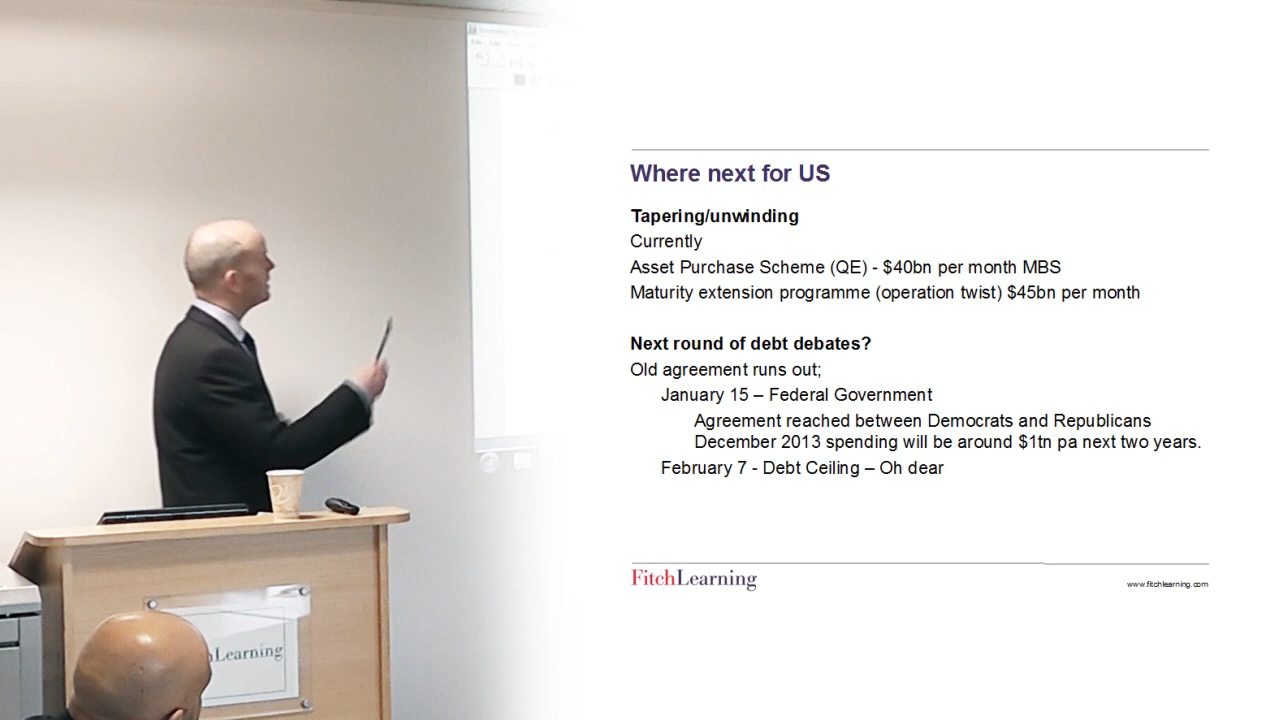 Where next for US
Tapering/unwinding
Currently
Asset Purchase Scheme (QE) - $40bn per month MBS
Maturity extension programme (operation twist) $45bn per month
Next round of debt debates?
Old agreement runs out;
January 15 – Federal Government
Agreement reached between Democrats and Republicans
December 2013 spending will be around $1tn pa next two years.
February 7 - Debt Ceiling – Oh dear
FitchLearning
www.fitchlearning.com
hLearning